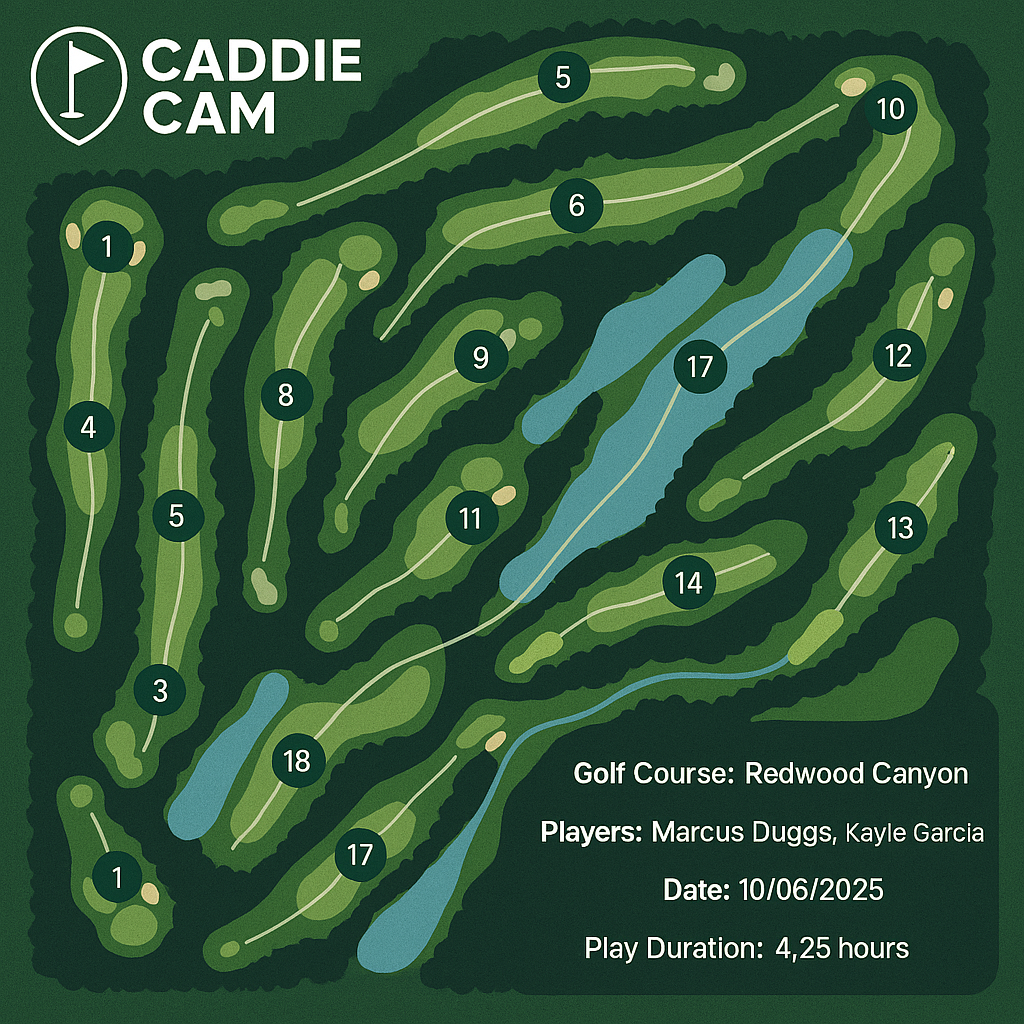 CADDIE
CAM
5
10
6
1
17
9
12
8
4
5
11
13
14
3
18
17
1
Golf Course: Redwood Canyon
Players: Marcus Duggs, Kayle Garcia
Date: 10/06/2025
Play Duration: 4,25 hours